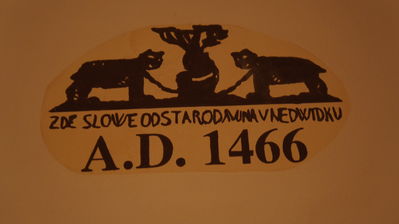 ZDE SLOWE ODSTARODAWNA V NEDWIDKU
A.D. 1466